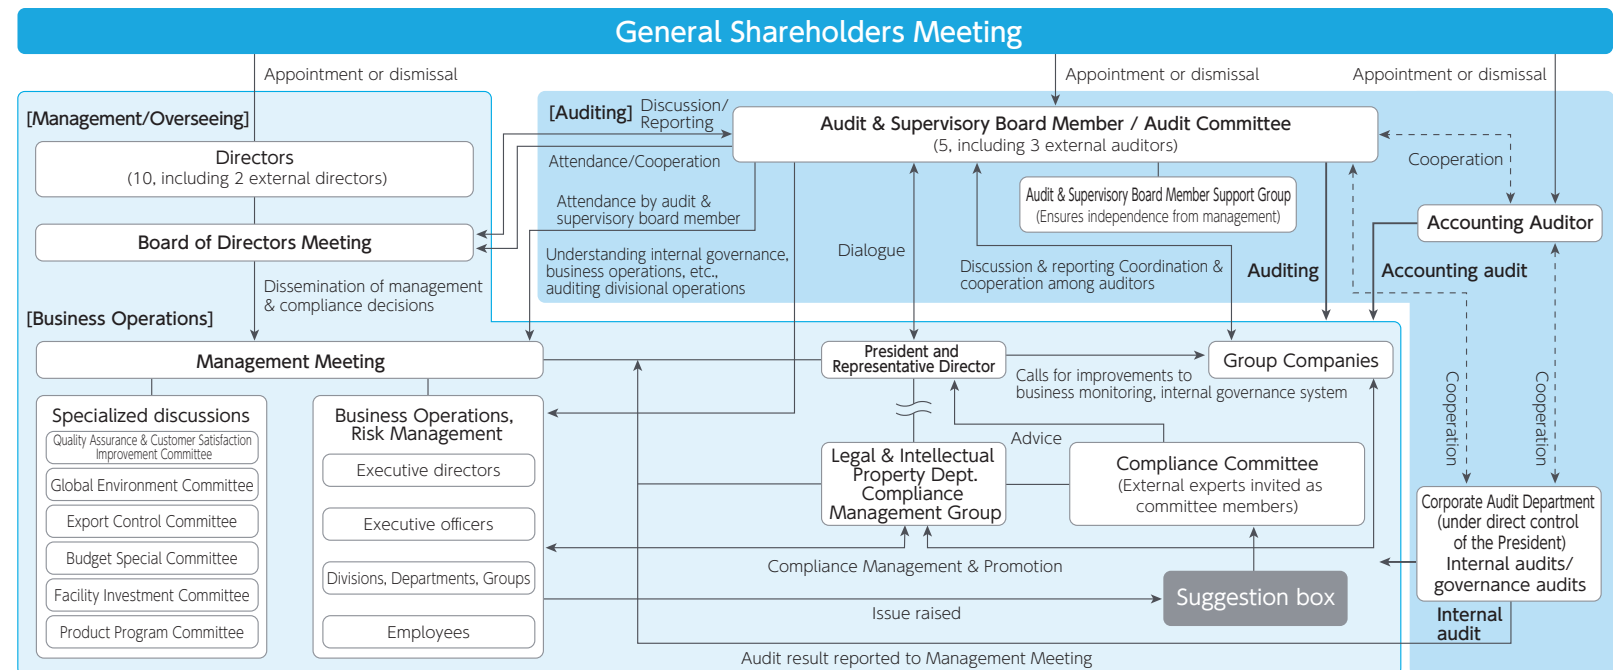 General Shareholders Meeting
Appointment or dismissal
Appointment or dismissal
Appointment or dismissal
[Management/Overseeing]
Directors
(10, including 2 external directors)
Board of Directors Meeting
Dissemination of management
& compliance decisions
[Auditing]
Discussion/
Reporting
Attendance/Cooperation
Attendance by audit &
supervisory board member
Understanding internal governance,
business operations, etc.,
auditing divisional operations
Audit & Supervisory Board Member / Audit Committee
(5, including 3 external auditors)
Audit & Supervisory Board Member Support Group
(Ensures independence from management)
Dialogue
Discussion & reporting Coordination &
cooperation among auditors
Auditing
Cooperation
Accounting Auditor
Accounting audit
[Business Operations]
Management Meeting
Specialized discussions
Quality Assurance & Customer Satisfaction
Improvement Committee
Global Environment Committee
Export Control Committee
Budget Special Committee
Facility Investment Committee
Product Program Committee
Business Operations,
Risk Management
Executive directors
Executive officers
Divisions, Departments, Groups
Employees
President and
Representative Director
Group Companies
Calls for improvements to
business monitoring, internal governance system
Advice
Legal & Intellectual
Property Dept.
Compliance
Management Group
Compliance Committee
(External experts invited as
committee members)
Compliance Management & Promotion
Suggestion box
Issue raised
Cooperation
Cooperation
Corporate Audit Department
(under direct control
of the President)
Internal audits/
governance audits
Internal
audit
Audit result reported to Management Meeting